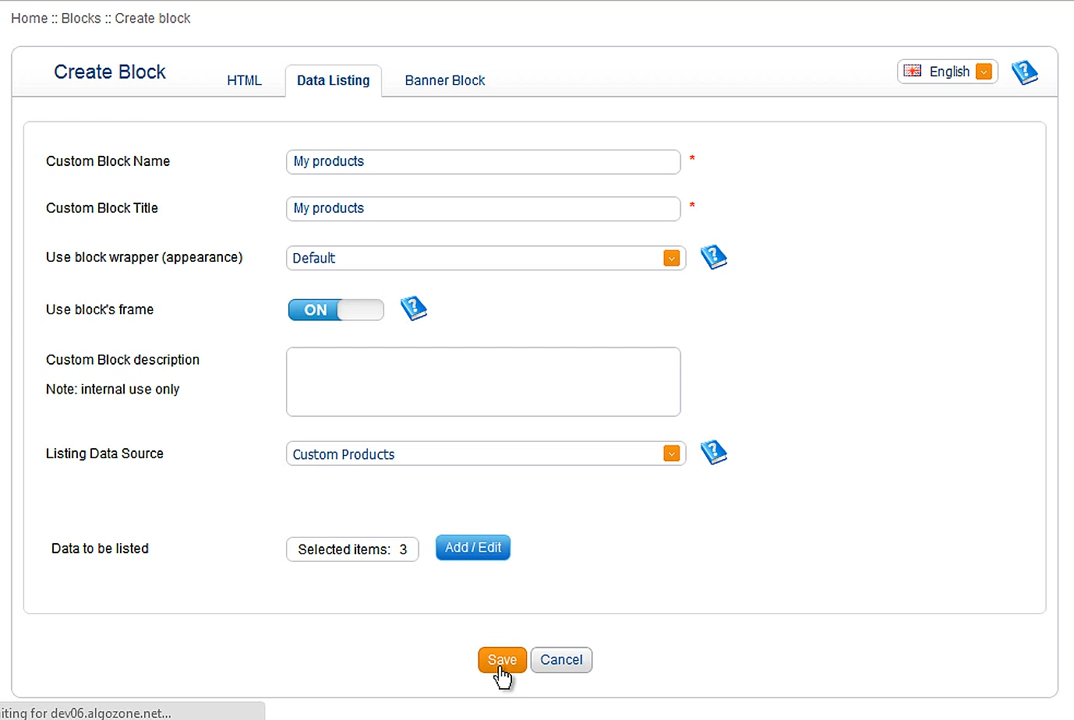 Home :: Blocks :: Create block
Create Block
HTML
Data Listing
Banner Block
English
Custom Block Name
My products
*
Custom Block Title
My products
*
Use block wrapper (appearance)
Default
Use block's frame
ON
Custom Block description
Note: internal use only
Listing Data Source
Custom Products
Data to be listed
Selected items: 3
Add / Edit
Save
Cancel
iting for dev06.algozone.net...